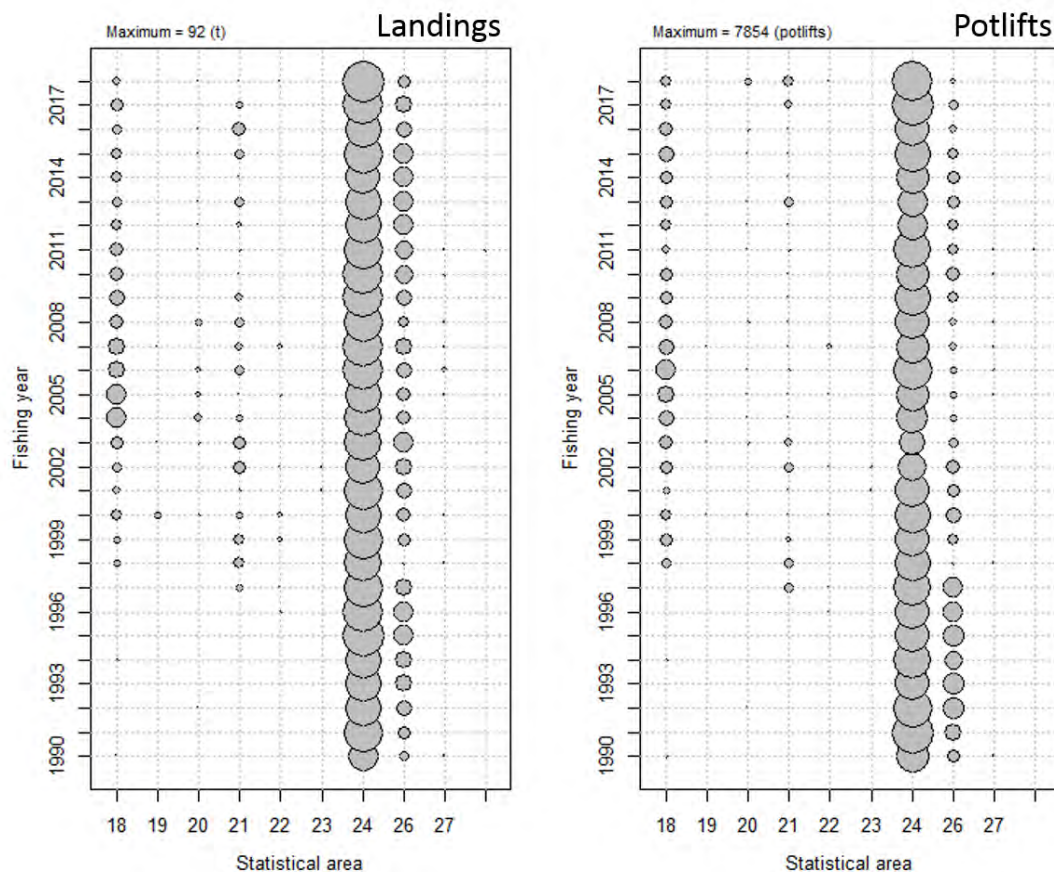 Maximum = 92 (t) Landings
2017
2014
2011
2008
2005
2002
1999
1996
1993
1990
Fishing year
18 19 20 21 22 23 24 26 27
Statistical area
Maximum = 7854 (potlifts) Potlifts
2017
2014
2011
2008
2005
2002
1999
1996
1993
1990
Fishing year
18 19 20 21 22 23 24 26 27
Statistical area